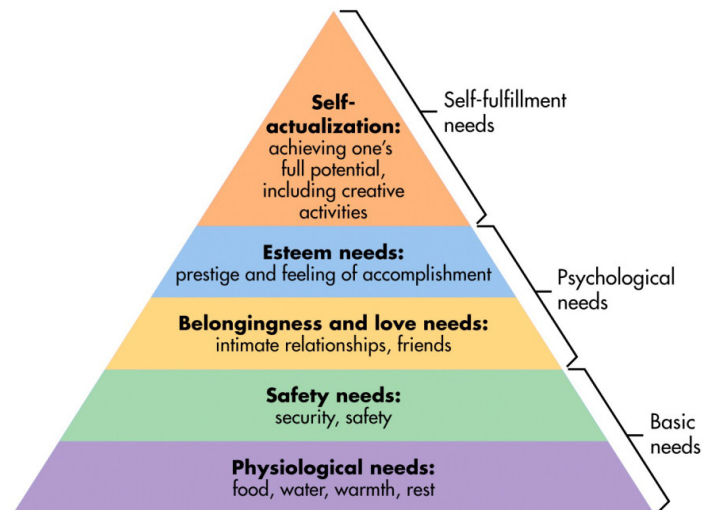 Self-
actualization:
achieving one's
full potential,
including creative
activities
Self-fulfillment
needs
Esteem needs:
prestige and feeling of accomplishment
Belongingness and love needs:
intimate relationships, friends
Psychological
needs
Safety needs:
security, safety
Physiological needs:
food, water, warmth, rest
Basic
needs